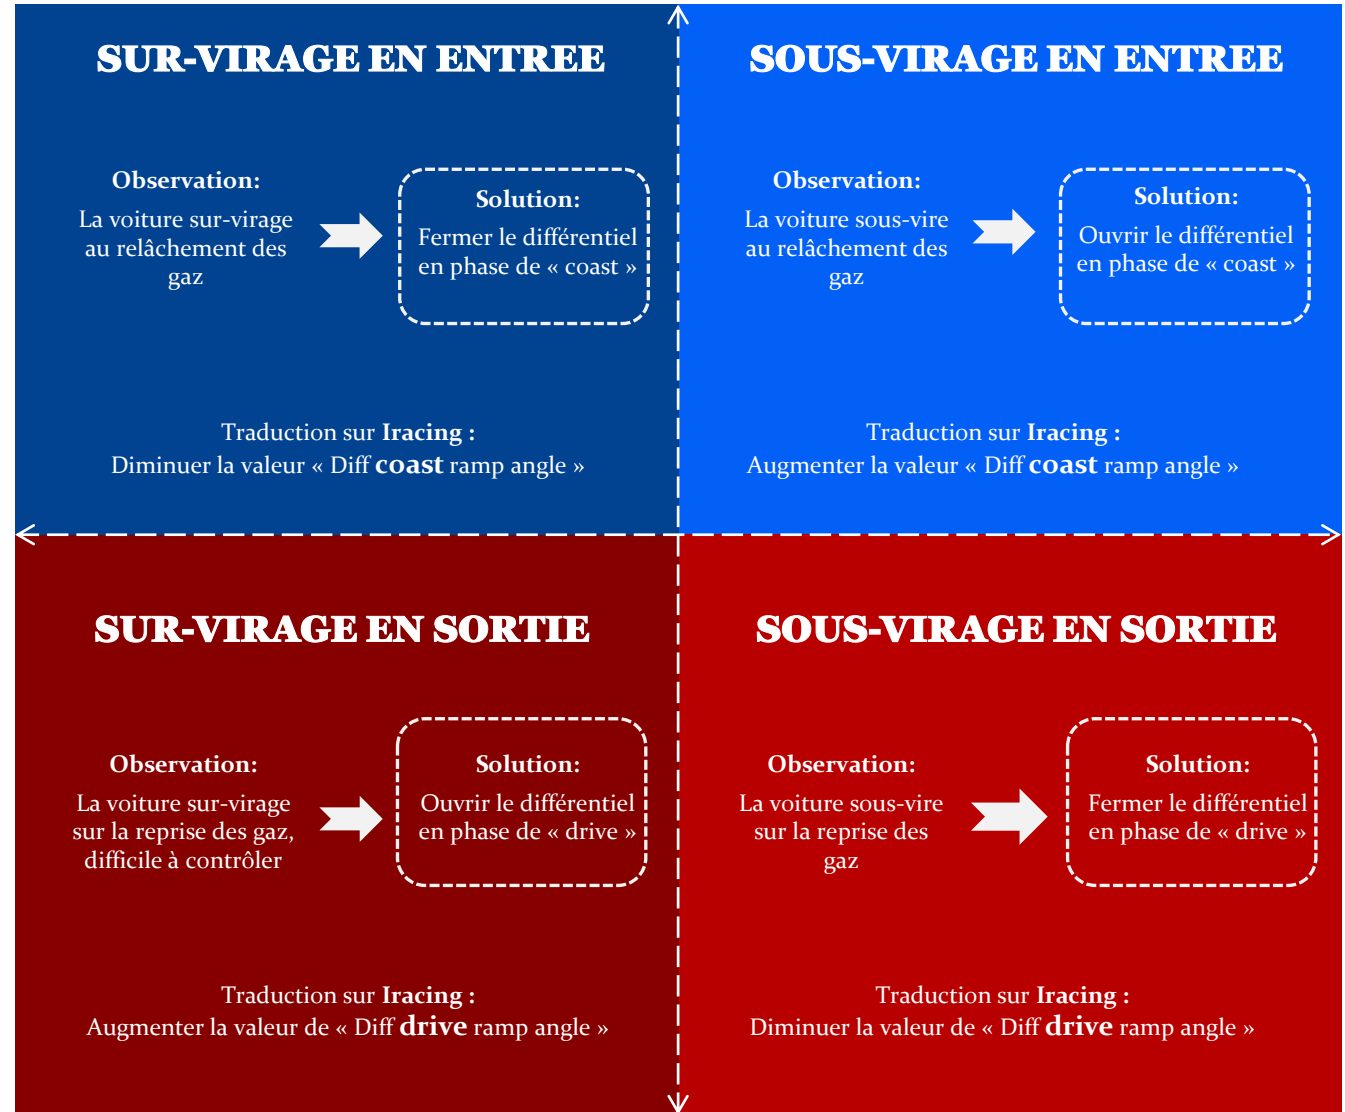 SUR-VIRAGE EN ENTREE
Observation:
La voiture sur-virage
au relâchement des
gaz
Solution:
Fermer le différentiel
en phase de « coast »
Traduction sur Iracing :
Diminuer la valeur « Diff coast ramp angle »
SOUS-VIRAGE EN ENTREE
Observation:
La voiture sous-vire
au relâchement des
gaz
Solution:
Ouvrir le différentiel
en phase de « coast »
Traduction sur Iracing :
Augmenter la valeur « Diff coast ramp angle »
SUR-VIRAGE EN SORTIE
Observation:
La voiture sur-virage
sur la reprise des gaz,
difficile à contrôler
Solution:
Ouvrir le différentiel
en phase de « drive »
Traduction sur Iracing :
Augmenter la valeur de « Diff drive ramp angle »
SOUS-VIRAGE EN SORTIE
Observation:
La voiture sous-vire
sur la reprise des
gaz
Solution:
Fermer le différentiel
en phase de « drive »
Traduction sur Iracing :
Diminuer la valeur de « Diff drive ramp angle »